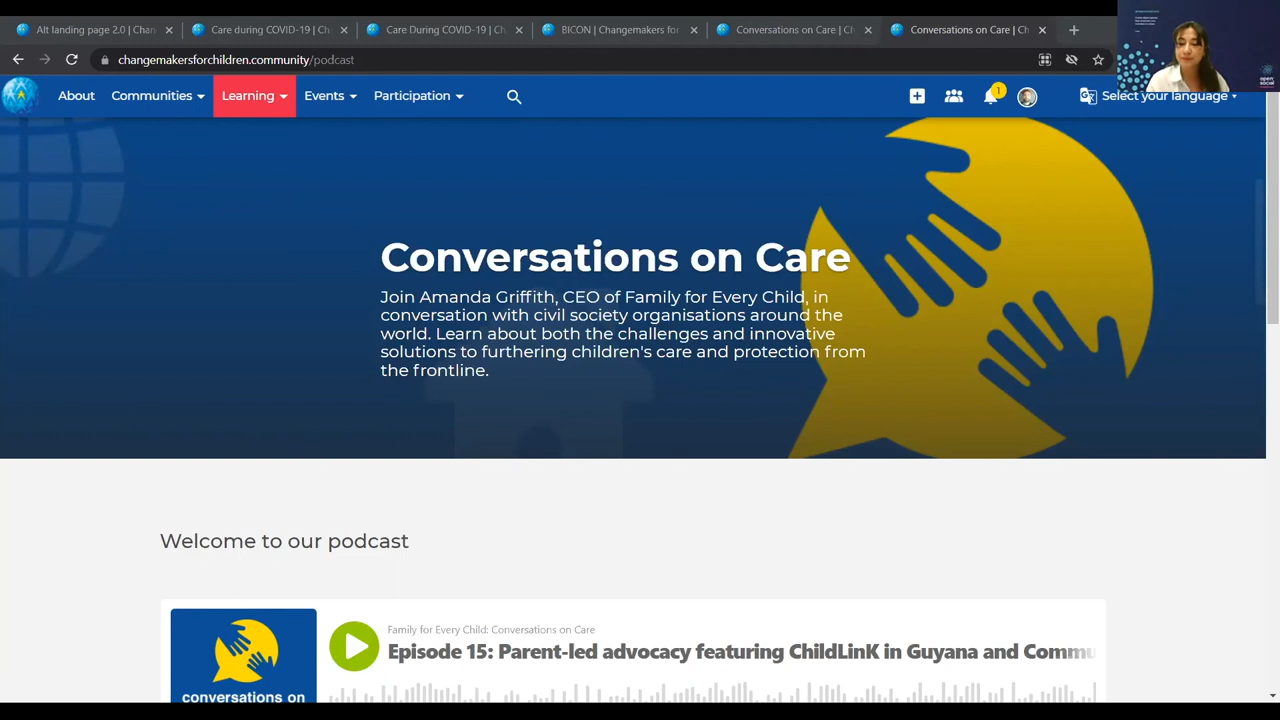 Alt landing page 2.0 | Chan
Care during COVID-19 | Ch
Care During COVID-19 | Ch
BICON | Changemakers for
Conversations on Care | Ch
Conversations on Care | Ch
changemakersforchildren.community/podcast
About
Communities
Learning
Events
Participation
1
Select your language
open
social
Conversations on Care
Join Amanda Griffith, CEO of Family for Every Child, in
conversation with civil society organisations around the
world. Learn about both the challenges and innovative
solutions to furthering children's care and protection from
the frontline.
Welcome to our podcast
Family for Every Child: Conversations on Care
Episode 15: Parent-led advocacy featuring ChildLinK in Guyana and Commu
conversations on